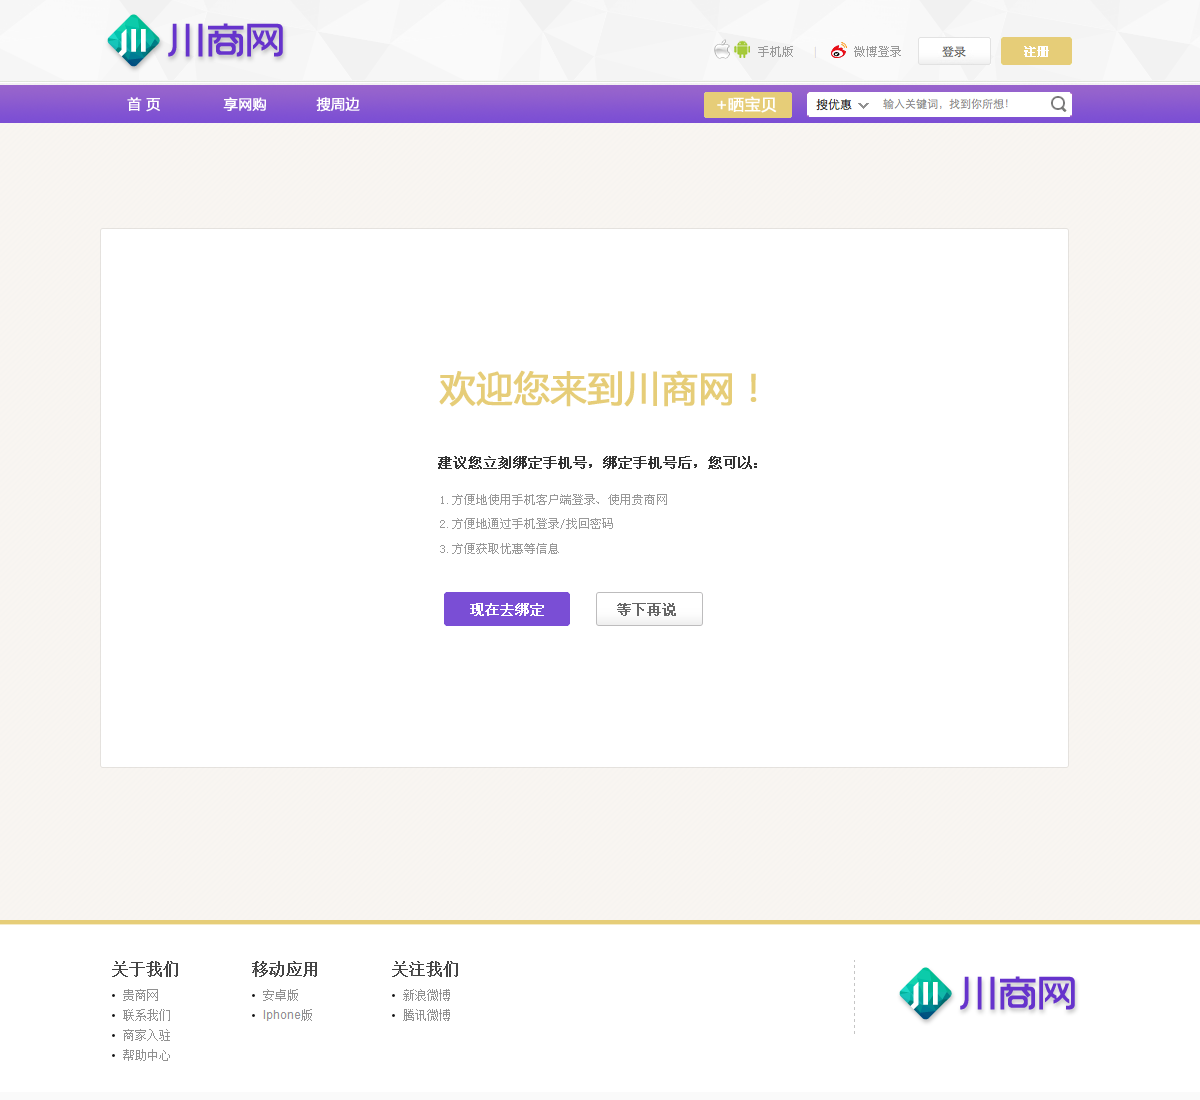 川商网
手机版 | 微博登录 登录 注册
首 页 享网购 搜周边 +晒宝贝 搜优惠 输入关键词，找到你所想！
欢迎您来到川商网！
建议您立刻绑定手机号，绑定手机号后，您可以：
1. 方便地使用手机客户端登录、使用贵商网
2. 方便地通过手机登录/找回密码
3. 方便获取优惠等信息
现在去绑定 等下再说
关于我们
• 贵商网
• 联系我们
• 商家入驻
• 帮助中心
移动应用
• 安卓版
• Iphone版
关注我们
• 新浪微博
• 腾讯微博
川商网